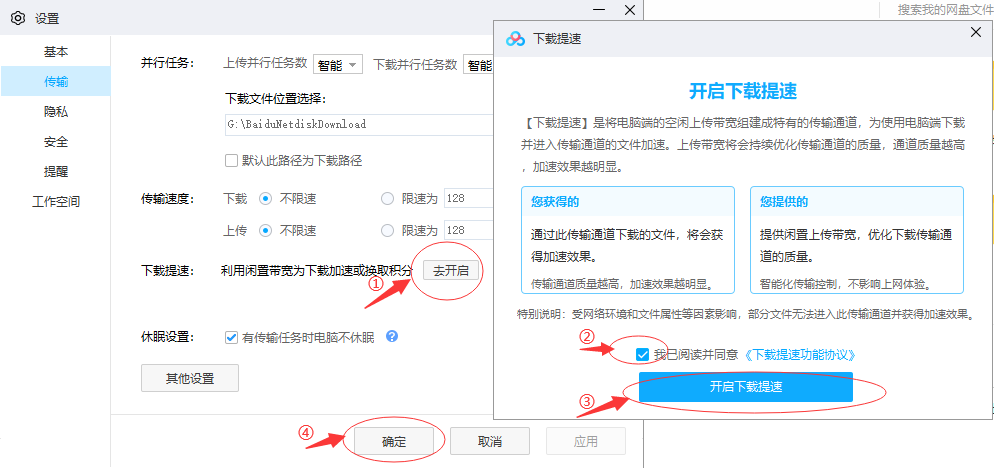 设置
搜索我的网盘文件
基本
传输
隐私
安全
提醒
工作空间
并行任务: 上传并行任务数 智能 下载并行任务数 智能
下载文件位置选择:
G:\BaiduNetdiskDownload
默认此路径为下载路径
传输速度: 下载 不限速 限速为 128
上传 不限速 限速为 128
下载提速: 利用闲置带宽为下载加速或换取积分 去开启
①
休眠设置: 有传输任务时电脑不休眠 ?
其他设置
④ 确定 取消 应用
下载提速
开启下载提速
【下载提速】是将电脑端的空闲上传带宽组建成特有的传输通道，为使用电脑端下载
并进入传输通道的文件加速。上传带宽将会持续优化传输通道的质量，通道质量越高
，加速效果越明显。
您获得的
通过此传输通道下载的文件，将会获
得加速效果。
传输通道质量越高，加速效果越明显。
您提供的
提供闲置上传带宽，优化下载传输通
道的质量。
智能化传输控制，不影响上网体验。
特别说明：受网络环境和文件属性等因素影响，部分文件无法进入此传输通道并获得加速效果。
② 我已阅读并同意《下载提速功能协议》
③ 开启下载提速